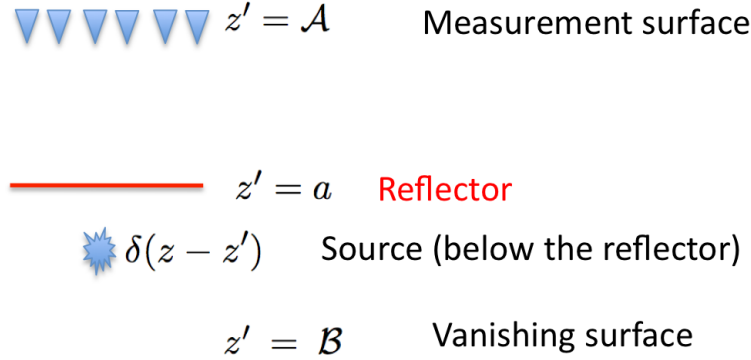 z′ = 𝒜 Measurement surface
z′ = a Reflector
δ(z − z′) Source (below the reflector)
z′ = ℬ Vanishing surface